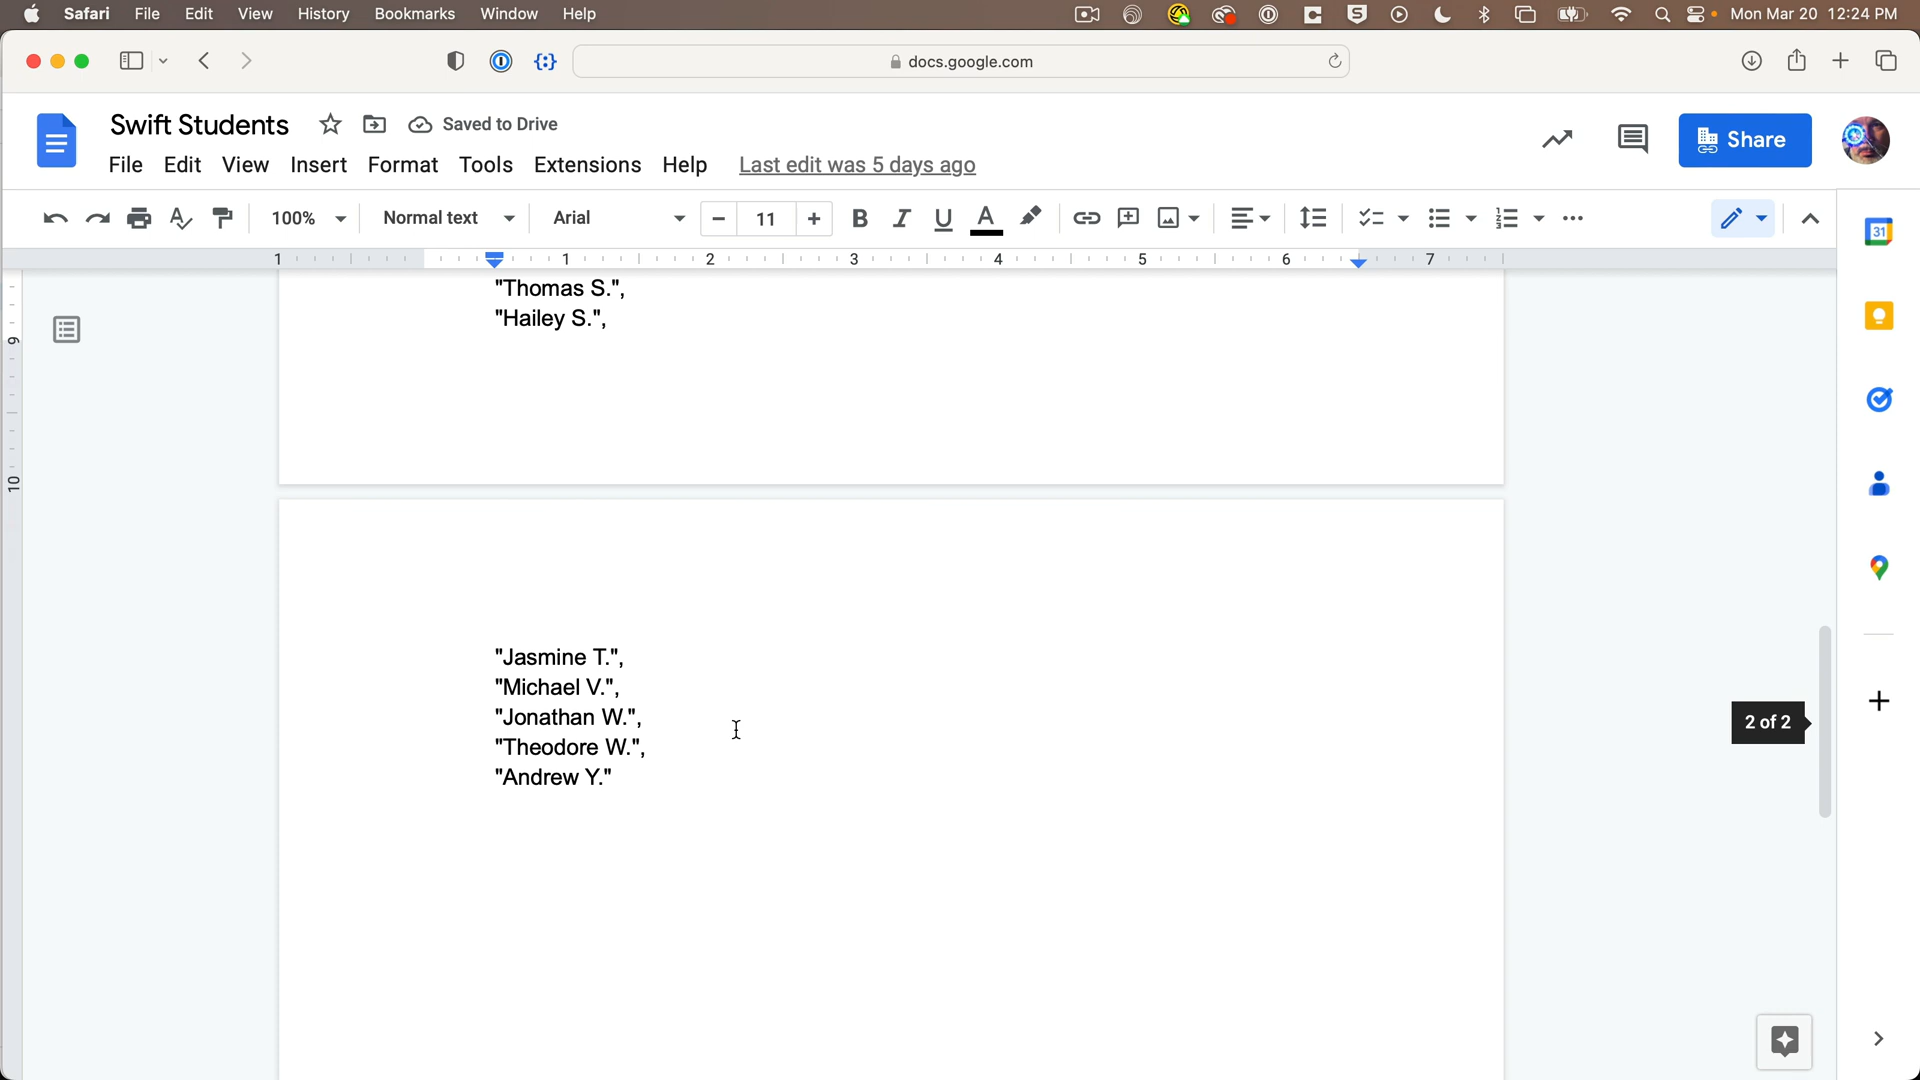 Safari File Edit View History Bookmarks Window Help Mon Mar 20 12:24 PM
docs.google.com
Swift Students Saved to Drive
File Edit View Insert Format Tools Extensions Help Last edit was 5 days ago
Share
100% Normal text Arial 11
1 1 2 3 4 5 6 7
31
9
10
"Thomas S.",
"Hailey S.",
"Jasmine T.",
"Michael V.",
"Jonathan W.",
"Theodore W.",
"Andrew Y."
2 of 2